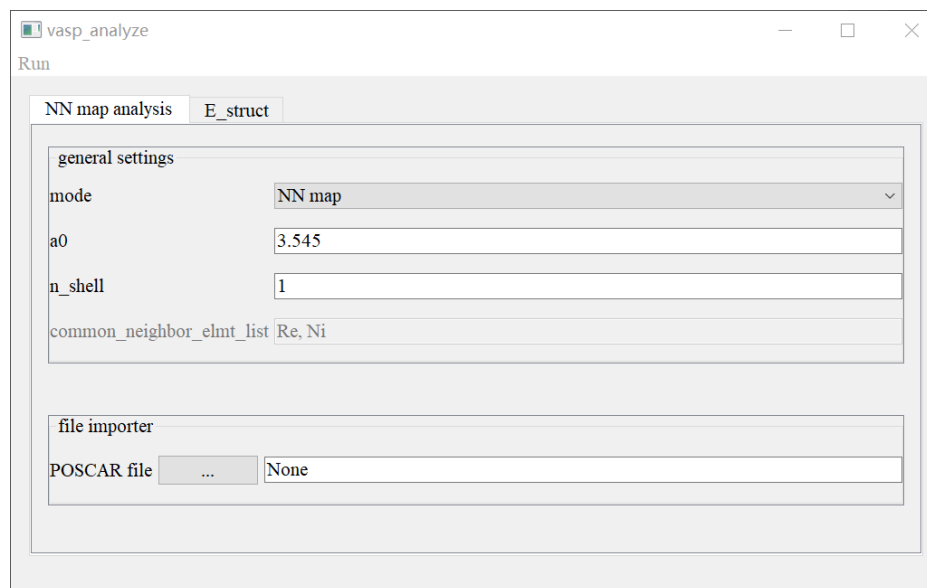 vasp_analyze
Run
NN map analysis E_struct
general settings
mode NN map
a0 3.545
n_shell 1
common_neighbor_elmt_list Re, Ni
file importer
POSCAR file ... None